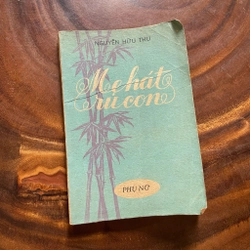 NGUYỄN HỮU THU
Mẹ hát
ru con
PHỤ NỮ